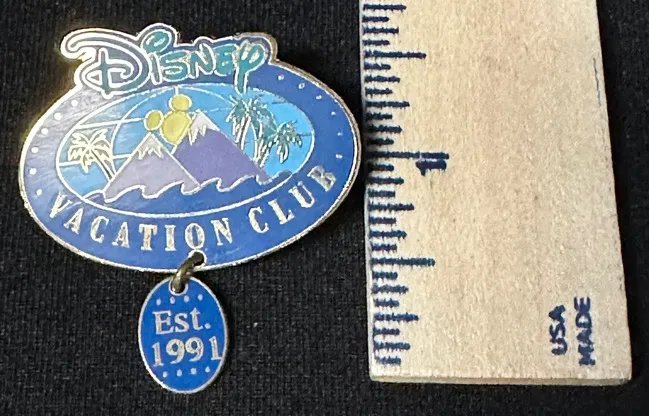 Disney
VACATION CLUB
Est.
1991
1
USA
MADE